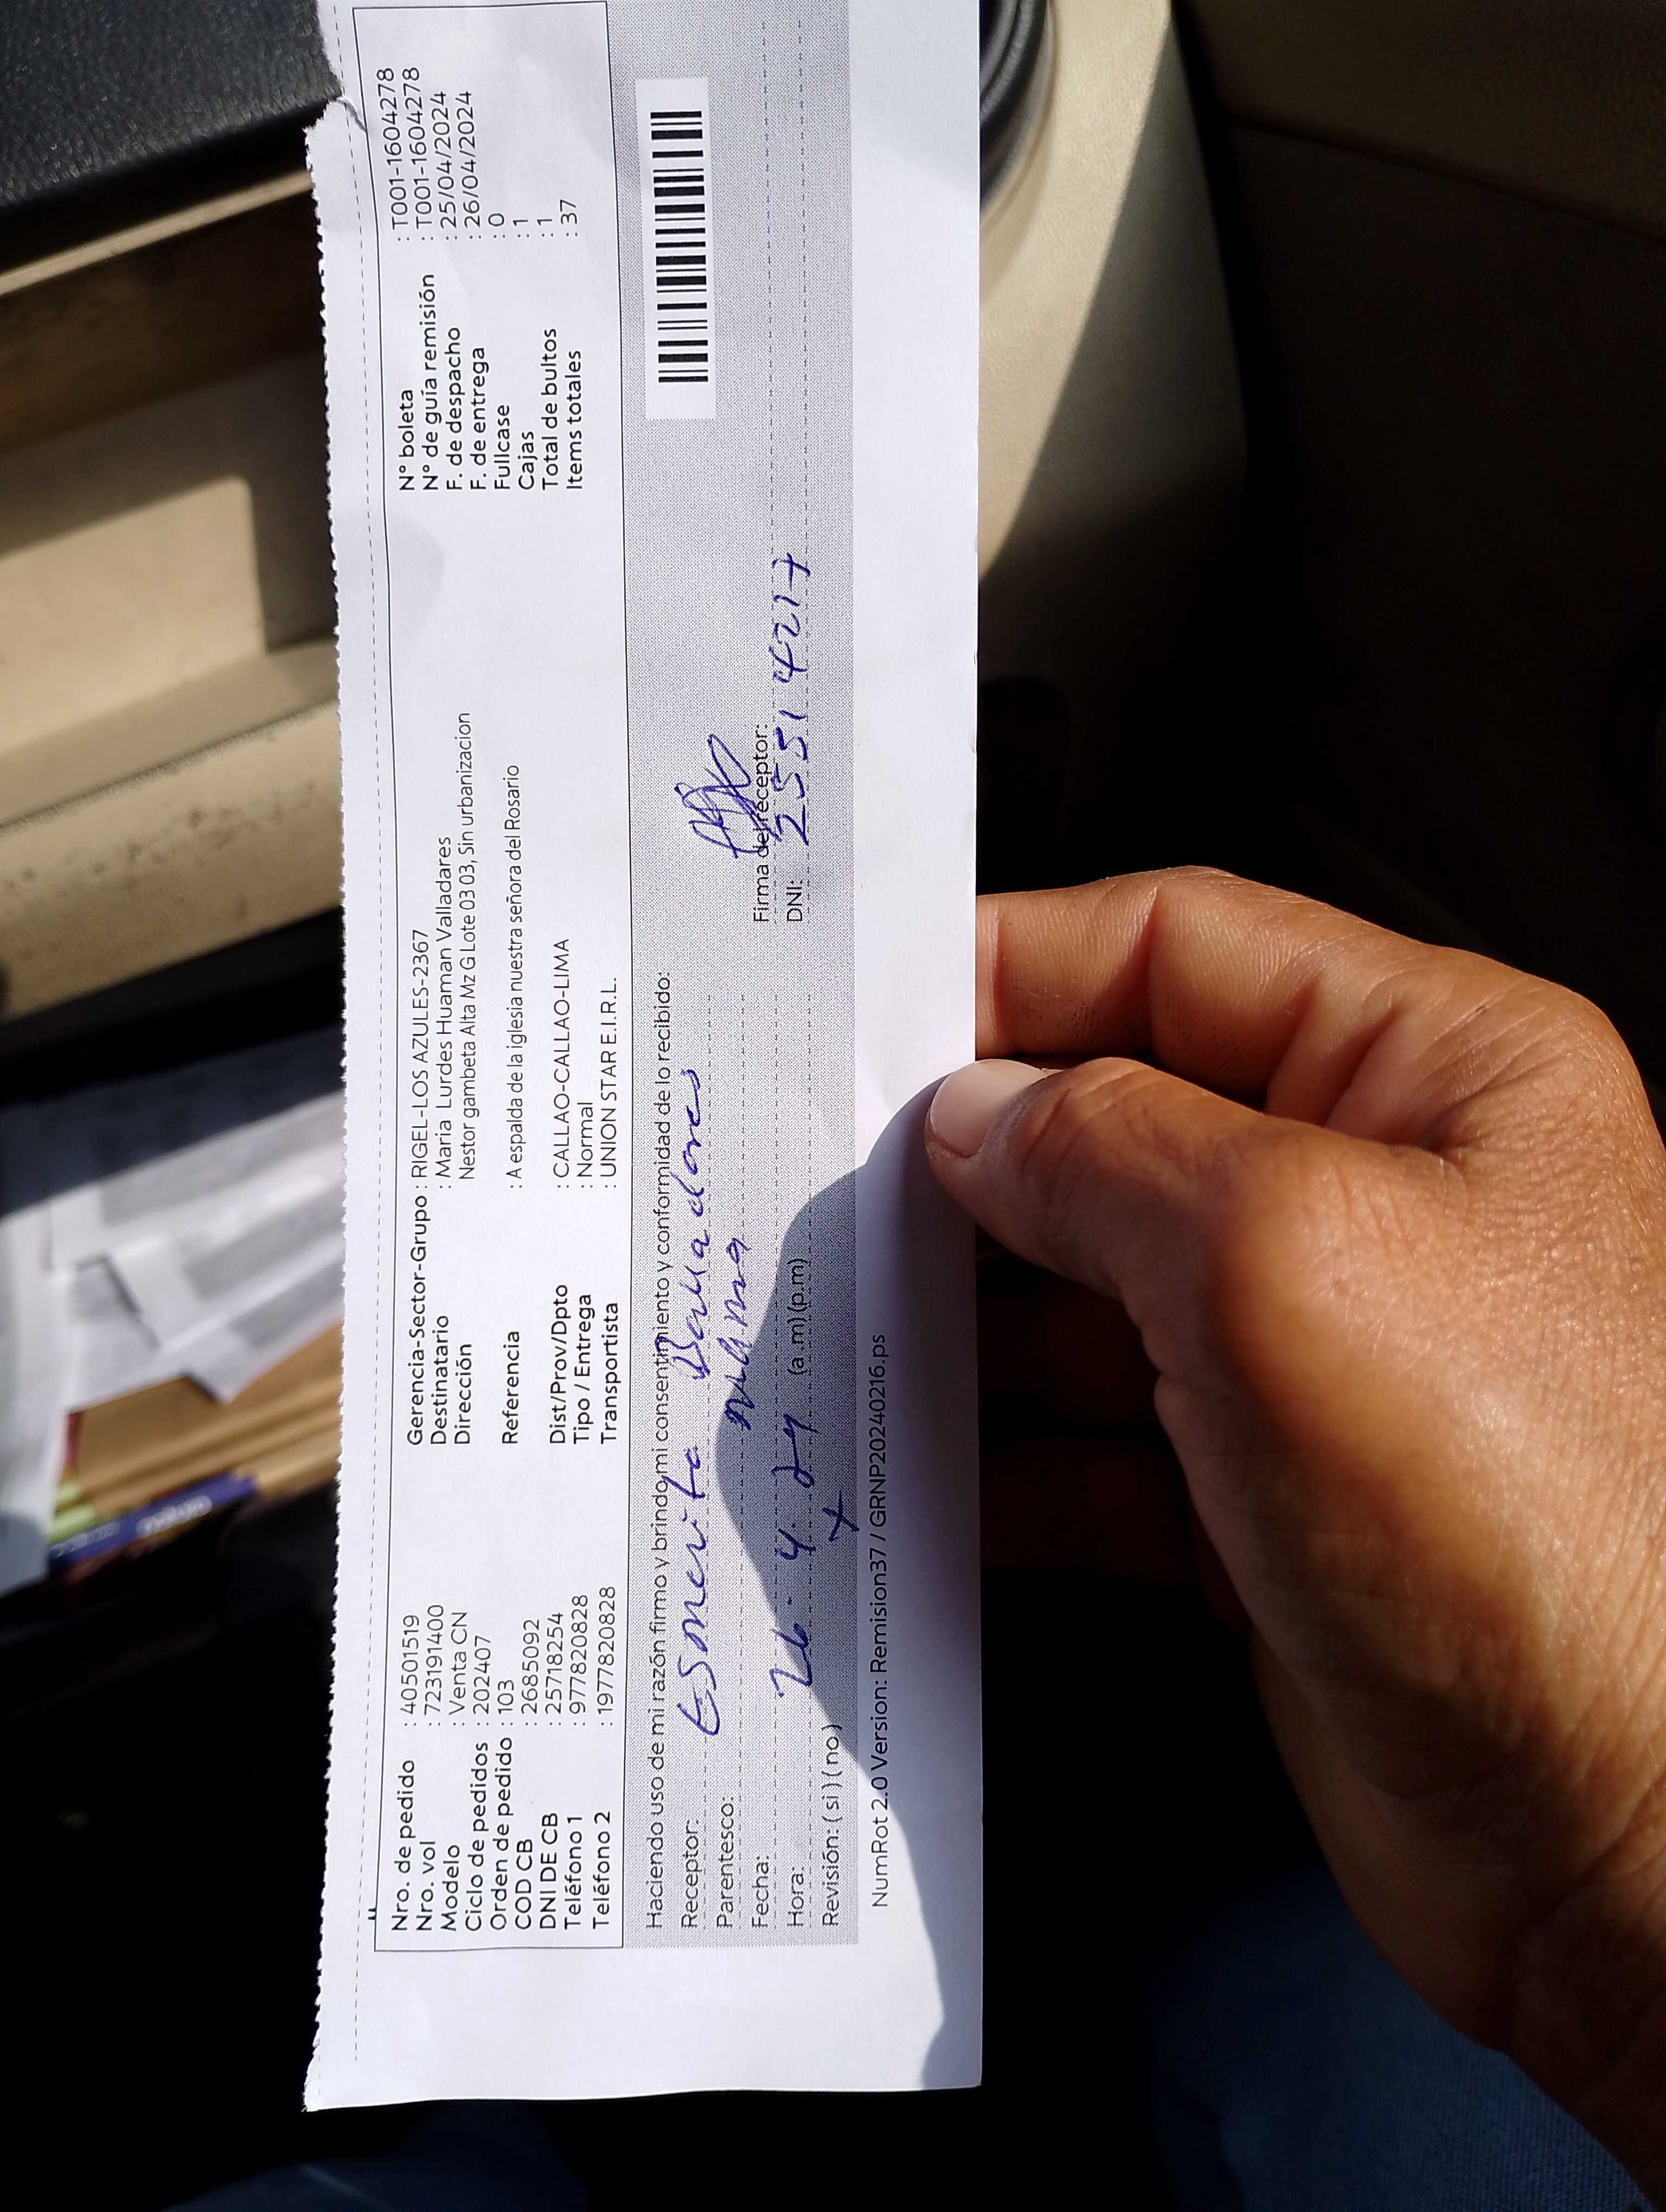 Nro. de pedido : 40501519 Gerencia-Sector-Grupo : RIGEL-LOS AZULES-2367 N° boleta : T001-1604278
Nro. vol : 723191400 Destinatario : Maria Lurdes Huaman Valladares N° de guía remisión : T001-1604278
Modelo : Venta CN Dirección Nestor gambeta Alta Mz G Lote 03 03, Sin urbanizacion F. de despacho : 25/04/2024
Ciclo de pedidos : 202407 F. de entrega : 26/04/2024
Orden de pedido : 103 Referencia : A espalda de la iglesia nuestra señora del Rosario Fullcase : 0
COD CB : 2685092 Cajas : 1
DNI DE CB : 25718254 Dist/Prov/Dpto : CALLAO-CALLAO-LIMA Total de bultos : 1
Teléfono 1 : 977820828 Tipo / Entrega : Normal Items totales : 37
Teléfono 2 : 1977820828 Transportista : UNION STAR E.I.R.L.
Haciendo uso de mi razón firmo y brindo mi consentimiento y conformidad de lo recibido:
Receptor:
Parentesco: mama
Fecha: 26 4 24 Firma del receptor:
Hora: (a.m)(p.m) DNI: 25514217
Revisión: ( si ) ( no )
NumRot 2.0 Version: Remision37 / GRNP20240216.ps